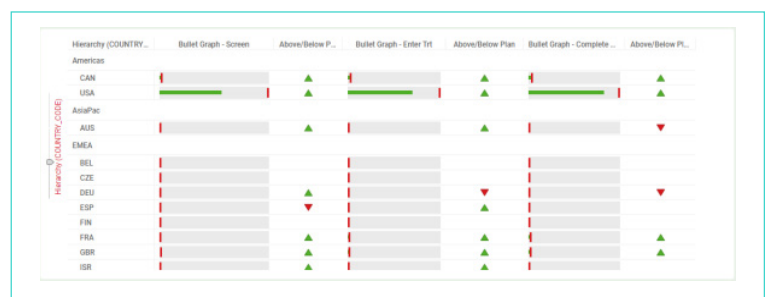 Hierarchy (COUNTRY... Bullet Graph - Screen Above/Below P... Bullet Graph - Enter Trt Above/Below Plan Bullet Graph - Complete ... Above/Below Pl...
Americas
CAN
USA
AsiaPac
AUS
EMEA
BEL
CZE
DEU
ESP
FIN
FRA
GBR
ISR
Hierarchy (COUNTRY_CODE)